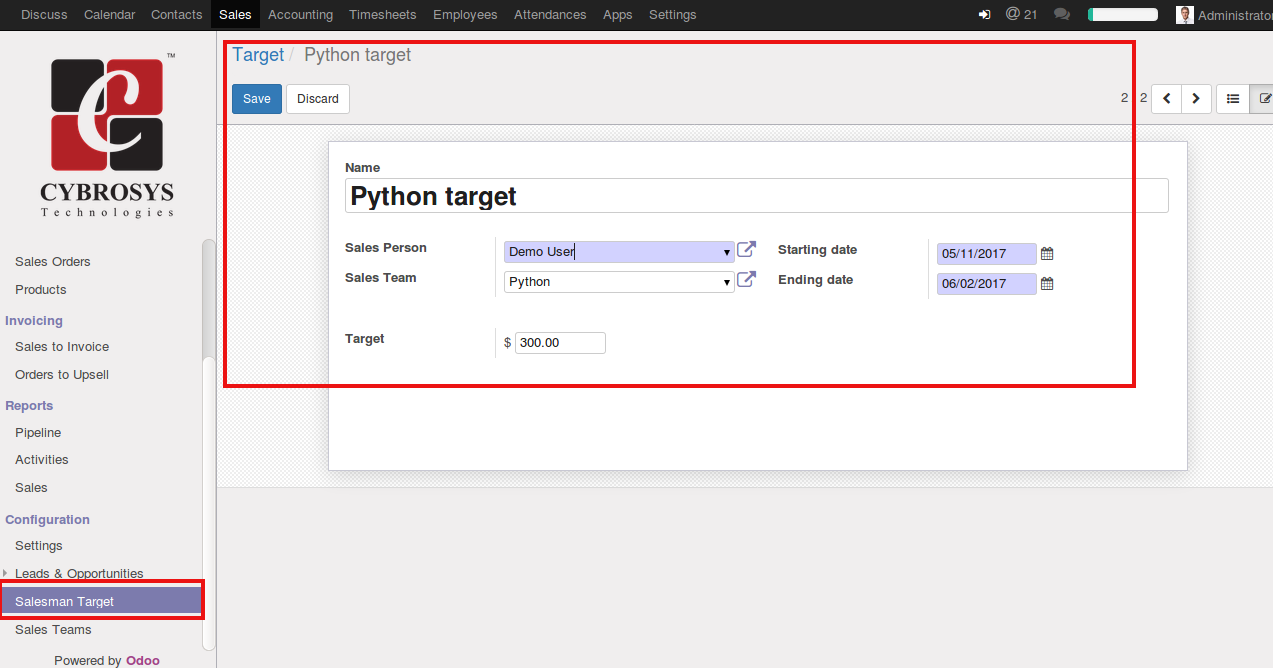 Discuss Calendar Contacts Sales Accounting Timesheets Employees Attendances Apps Settings @ 21 Administrator
TM
CYBROSYS
Technologies
Target / Python target
Save Discard
2 2
Name
Python target
Sales Person Demo User Starting date 05/11/2017
Sales Team Python Ending date 06/02/2017
Target $ 300.00
Sales Orders
Products
Invoicing
Sales to Invoice
Orders to Upsell
Reports
Pipeline
Activities
Sales
Configuration
Settings
Leads & Opportunities
Salesman Target
Sales Teams
Powered by Odoo